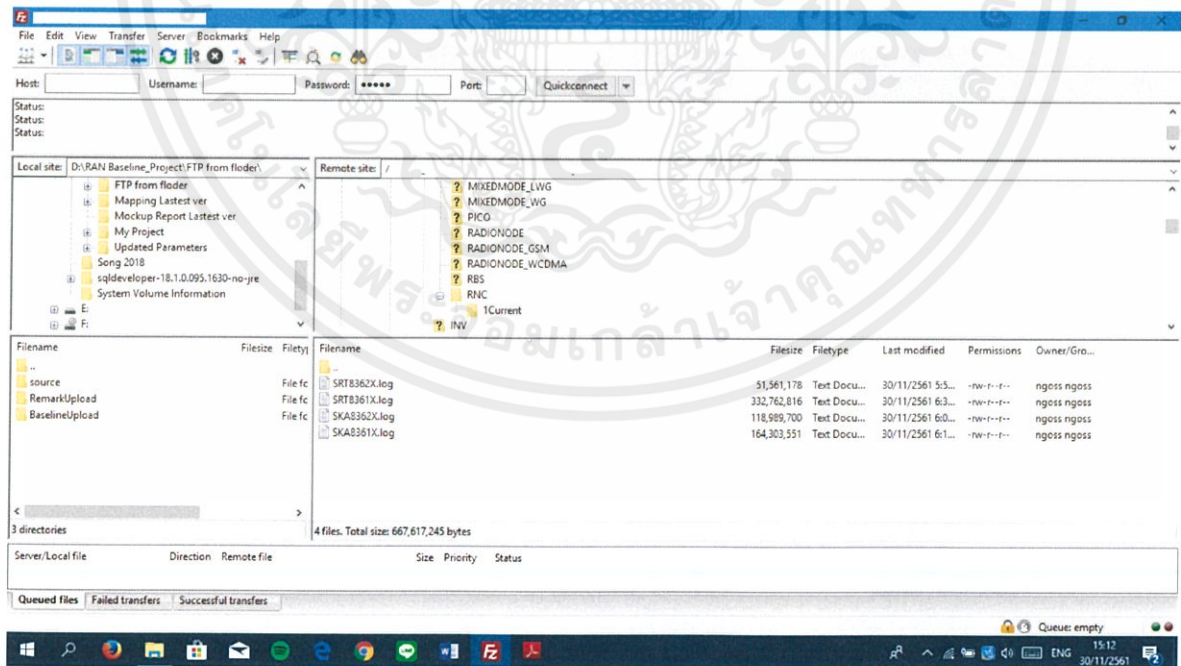 File Edit View Transfer Server Bookmarks Help
Host: Username: Password: ••••• Port: Quickconnect
Status:
Status:
Status:
Local site: D:\RAN Baseline_Project\FTP from floder\
FTP from floder
Mapping Lastest ver
Mockup Report Lastest ver
My Project
Updated Parameters
Song 2018
sqldeveloper-18.1.0.095.1630-no-jre
System Volume Information
E:
F:
Remote site: /
MIXEDMODE_LWG
MIXEDMODE_WG
PICO
RADIONODE
RADIONODE_GSM
RADIONODE_WCDMA
RBS
RNC
1Current
INV
Filename Filesize Filetyp
..
source File fc
RemarkUpload File fc
BaselineUpload File fc
3 directories
Filename Filesize Filetype Last modified Permissions Owner/Gro...
..
SRT8362X.log 51,561,178 Text Docu... 30/11/2561 5:5... -rw-r--r-- ngoss ngoss
SRT8361X.log 332,762,816 Text Docu... 30/11/2561 6:3... -rw-r--r-- ngoss ngoss
SKA8362X.log 118,989,700 Text Docu... 30/11/2561 6:0... -rw-r--r-- ngoss ngoss
SKA8361X.log 164,303,551 Text Docu... 30/11/2561 6:1... -rw-r--r-- ngoss ngoss
4 files. Total size: 667,617,245 bytes
Server/Local file Direction Remote file Size Priority Status
Queued files Failed transfers Successful transfers
Queue: empty
ENG 15:12
30/11/2561